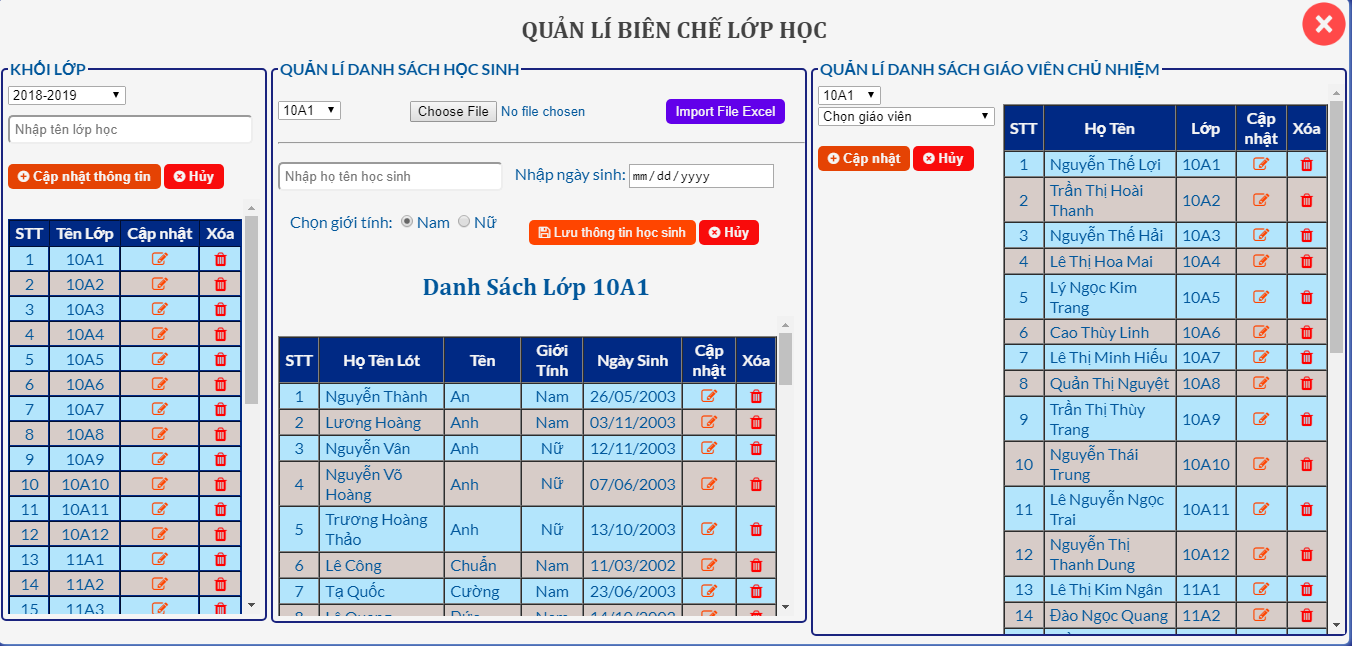 QUẢN LÍ BIÊN CHẾ LỚP HỌC
KHỐI LỚP
2018-2019
Nhập tên lớp học
Cập nhật thông tin Hủy
STT Tên Lớp Cập nhật Xóa
1 10A1
2 10A2
3 10A3
4 10A4
5 10A5
6 10A6
7 10A7
8 10A8
9 10A9
10 10A10
11 10A11
12 10A12
13 11A1
14 11A2
15 11A3
QUẢN LÍ DANH SÁCH HỌC SINH
10A1 Choose File No file chosen Import File Excel
Nhập họ tên học sinh Nhập ngày sinh: mm/dd/yyyy
Chọn giới tính: Nam Nữ Lưu thông tin học sinh Hủy
Danh Sách Lớp 10A1
STT Họ Tên Lót Tên Giới Tính Ngày Sinh Cập nhật Xóa
1 Nguyễn Thành An Nam 26/05/2003
2 Lương Hoàng Anh Nam 03/11/2003
3 Nguyễn Vân Anh Nữ 12/11/2003
4 Nguyễn Võ Hoàng Anh Nữ 07/06/2003
5 Trương Hoàng Thảo Anh Nữ 13/10/2003
6 Lê Công Chuẩn Nam 11/03/2002
7 Tạ Quốc Cường Nam 23/06/2003
8 Lê Quang Đức Nam 14/10/2003
QUẢN LÍ DANH SÁCH GIÁO VIÊN CHỦ NHIỆM
10A1
Chọn giáo viên
Cập nhật Hủy
STT Họ Tên Lớp Cập nhật Xóa
1 Nguyễn Thế Lợi 10A1
2 Trần Thị Hoài Thanh 10A2
3 Nguyễn Thế Hải 10A3
4 Lê Thị Hoa Mai 10A4
5 Lý Ngọc Kim Trang 10A5
6 Cao Thùy Linh 10A6
7 Lê Thị Minh Hiếu 10A7
8 Quản Thị Nguyệt 10A8
9 Trần Thị Thùy Trang 10A9
10 Nguyễn Thái Trung 10A10
11 Lê Nguyễn Ngọc Trai 10A11
12 Nguyễn Thị Thanh Dung 10A12
13 Lê Thị Kim Ngân 11A1
14 Đào Ngọc Quang 11A2